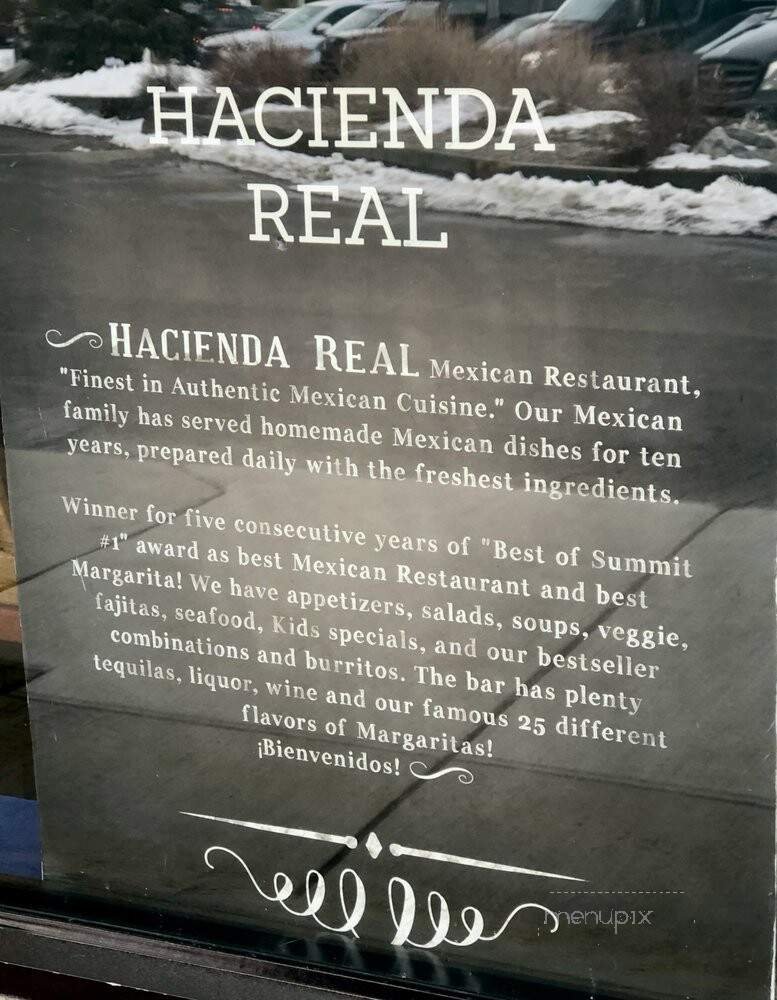 HACIENDA
REAL
HACIENDA REAL Mexican Restaurant,
"Finest in Authentic Mexican Cuisine." Our Mexican
family has served homemade Mexican dishes for ten
years, prepared daily with the freshest ingredients.
Winner for five consecutive years of "Best of Summit
#1" award as best Mexican Restaurant and best
Margarita! We have appetizers, salads, soups, veggie,
fajitas, seafood, Kids specials, and our bestseller
combinations and burritos. The bar has plenty
tequilas, liquor, wine and our famous 25 different
flavors of Margaritas!
¡Bienvenidos!
menupix